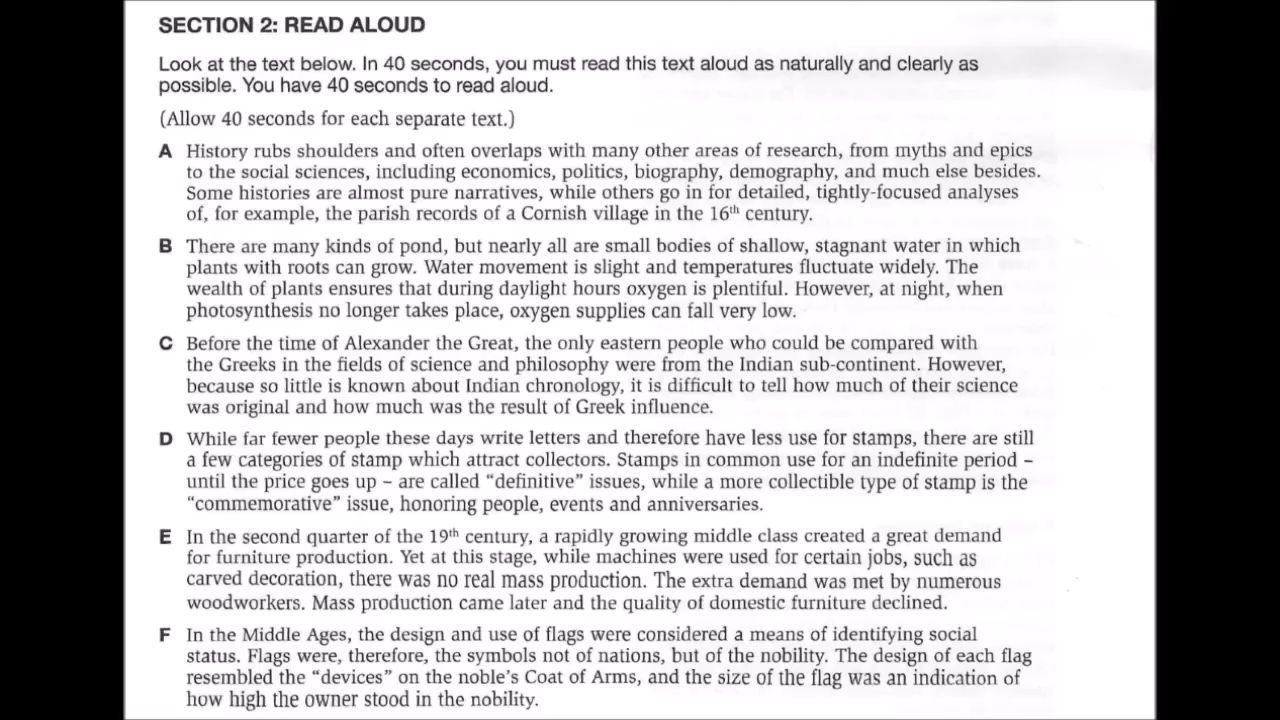 SECTION 2: READ ALOUD
Look at the text below. In 40 seconds, you must read this text aloud as naturally and clearly as
possible. You have 40 seconds to read aloud.
(Allow 40 seconds for each separate text.)
A History rubs shoulders and often overlaps with many other areas of research, from myths and epics
to the social sciences, including economics, politics, biography, demography, and much else besides.
Some histories are almost pure narratives, while others go in for detailed, tightly-focused analyses
of, for example, the parish records of a Cornish village in the 16th century.
B There are many kinds of pond, but nearly all are small bodies of shallow, stagnant water in which
plants with roots can grow. Water movement is slight and temperatures fluctuate widely. The
wealth of plants ensures that during daylight hours oxygen is plentiful. However, at night, when
photosynthesis no longer takes place, oxygen supplies can fall very low.
C Before the time of Alexander the Great, the only eastern people who could be compared with
the Greeks in the fields of science and philosophy were from the Indian sub-continent. However,
because so little is known about Indian chronology, it is difficult to tell how much of their science
was original and how much was the result of Greek influence.
D While far fewer people these days write letters and therefore have less use for stamps, there are still
a few categories of stamp which attract collectors. Stamps in common use for an indefinite period –
until the price goes up – are called “definitive” issues, while a more collectible type of stamp is the
“commemorative” issue, honoring people, events and anniversaries.
E In the second quarter of the 19th century, a rapidly growing middle class created a great demand
for furniture production. Yet at this stage, while machines were used for certain jobs, such as
carved decoration, there was no real mass production. The extra demand was met by numerous
woodworkers. Mass production came later and the quality of domestic furniture declined.
F In the Middle Ages, the design and use of flags were considered a means of identifying social
status. Flags were, therefore, the symbols not of nations, but of the nobility. The design of each flag
resembled the “devices” on the noble’s Coat of Arms, and the size of the flag was an indication of
how high the owner stood in the nobility.